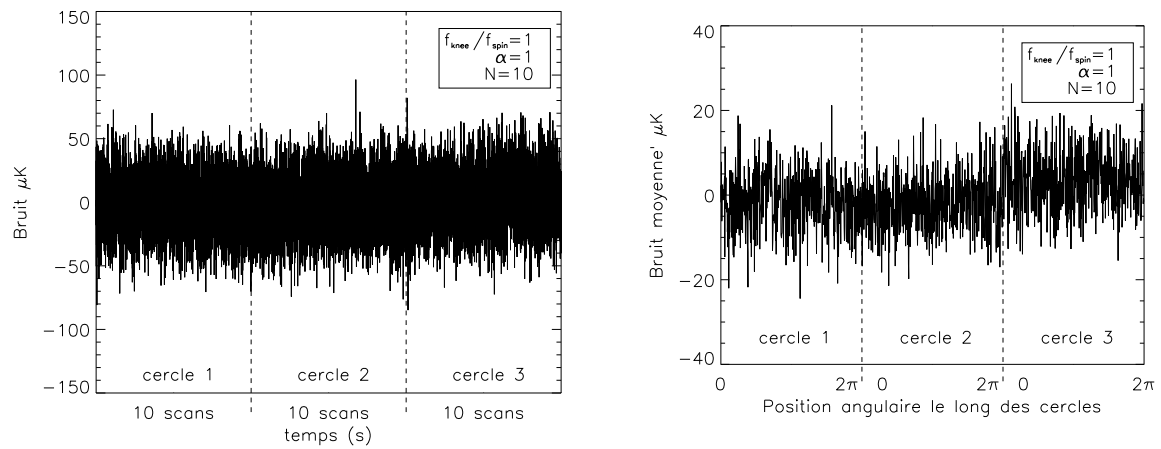 150
100
50
0
−50
−100
−150
Bruit μK
f_knee /f_spin=1
α=1
N=10
cercle 1 cercle 2 cercle 3
10 scans 10 scans 10 scans
temps (s)
40
20
0
−20
−40
Bruit moyenne' μK
f_knee /f_spin=1
α=1
N=10
cercle 1 cercle 2 cercle 3
0 2π 0 2π 0 2π
Position angulaire le long des cercles